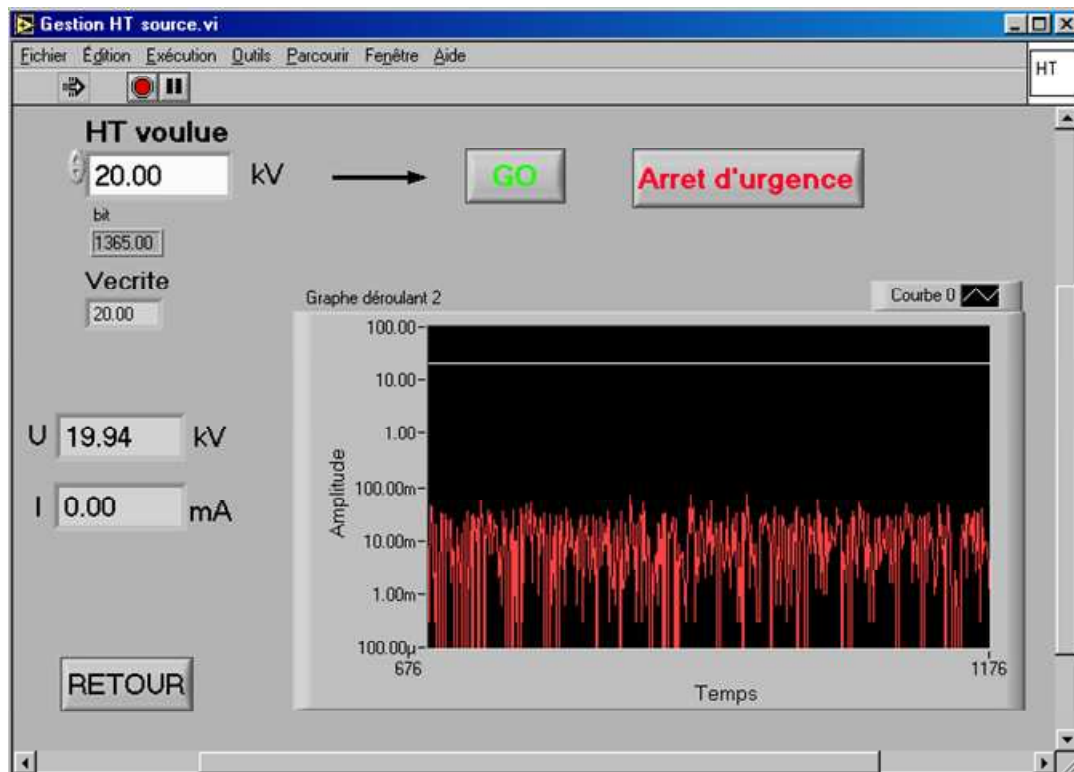 Gestion HT source.vi
Fichier Édition Exécution Outils Parcourir Fenêtre Aide
HT
HT voulue
20.00 kV
GO
Arret d'urgence
bit
1365.00
Vecrite
20.00
Graphe déroulant 2
Courbe 0
100.00
10.00
1.00
100.00m
10.00m
1.00m
100.00µ
Amplitude
676
1176
Temps
U 19.94 kV
I 0.00 mA
RETOUR